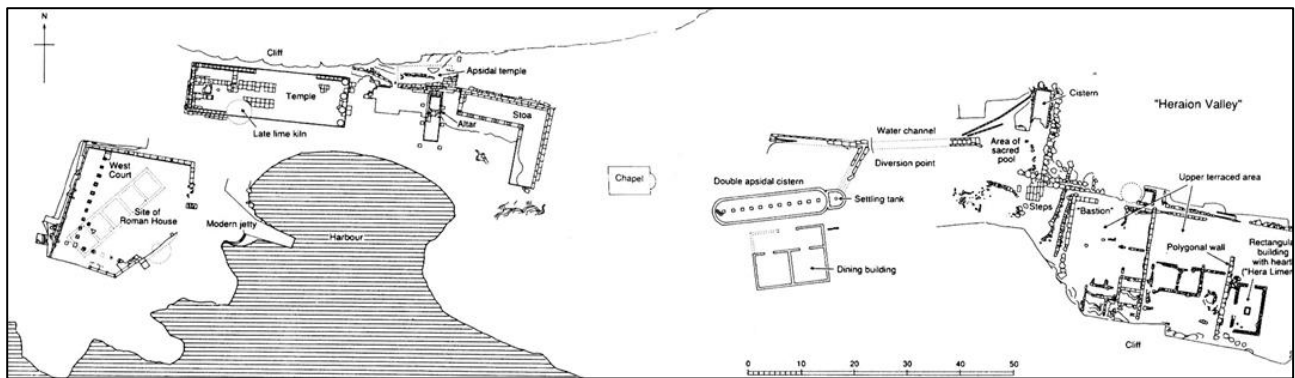 N
Cliff
Apsidal temple
Temple
Late lime kiln
Altar
Stoa
West
Court
Site of
Roman House
Modern jetty
Harbour
Chapel
Cistern
"Heraion Valley"
Water channel
Area of
sacred
pool
Diversion point
Double apsidal cistern
Settling tank
Upper terraced area
Steps
"Bastion"
Polygonal wall
Rectangula
building
with heart
("Hera Limen
Dining building
Cliff
0 10 20 30 40 50